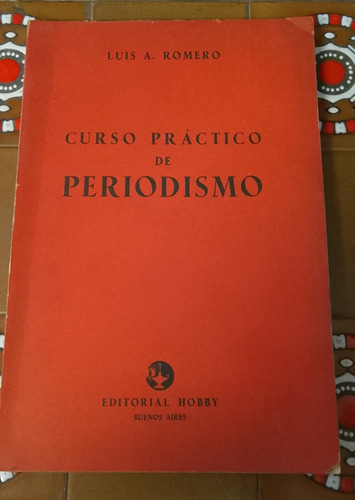 LUIS A. ROMERO
CURSO PRÁCTICO
DE
PERIODISMO
EDITORIAL HOBBY
BUENOS AIRES